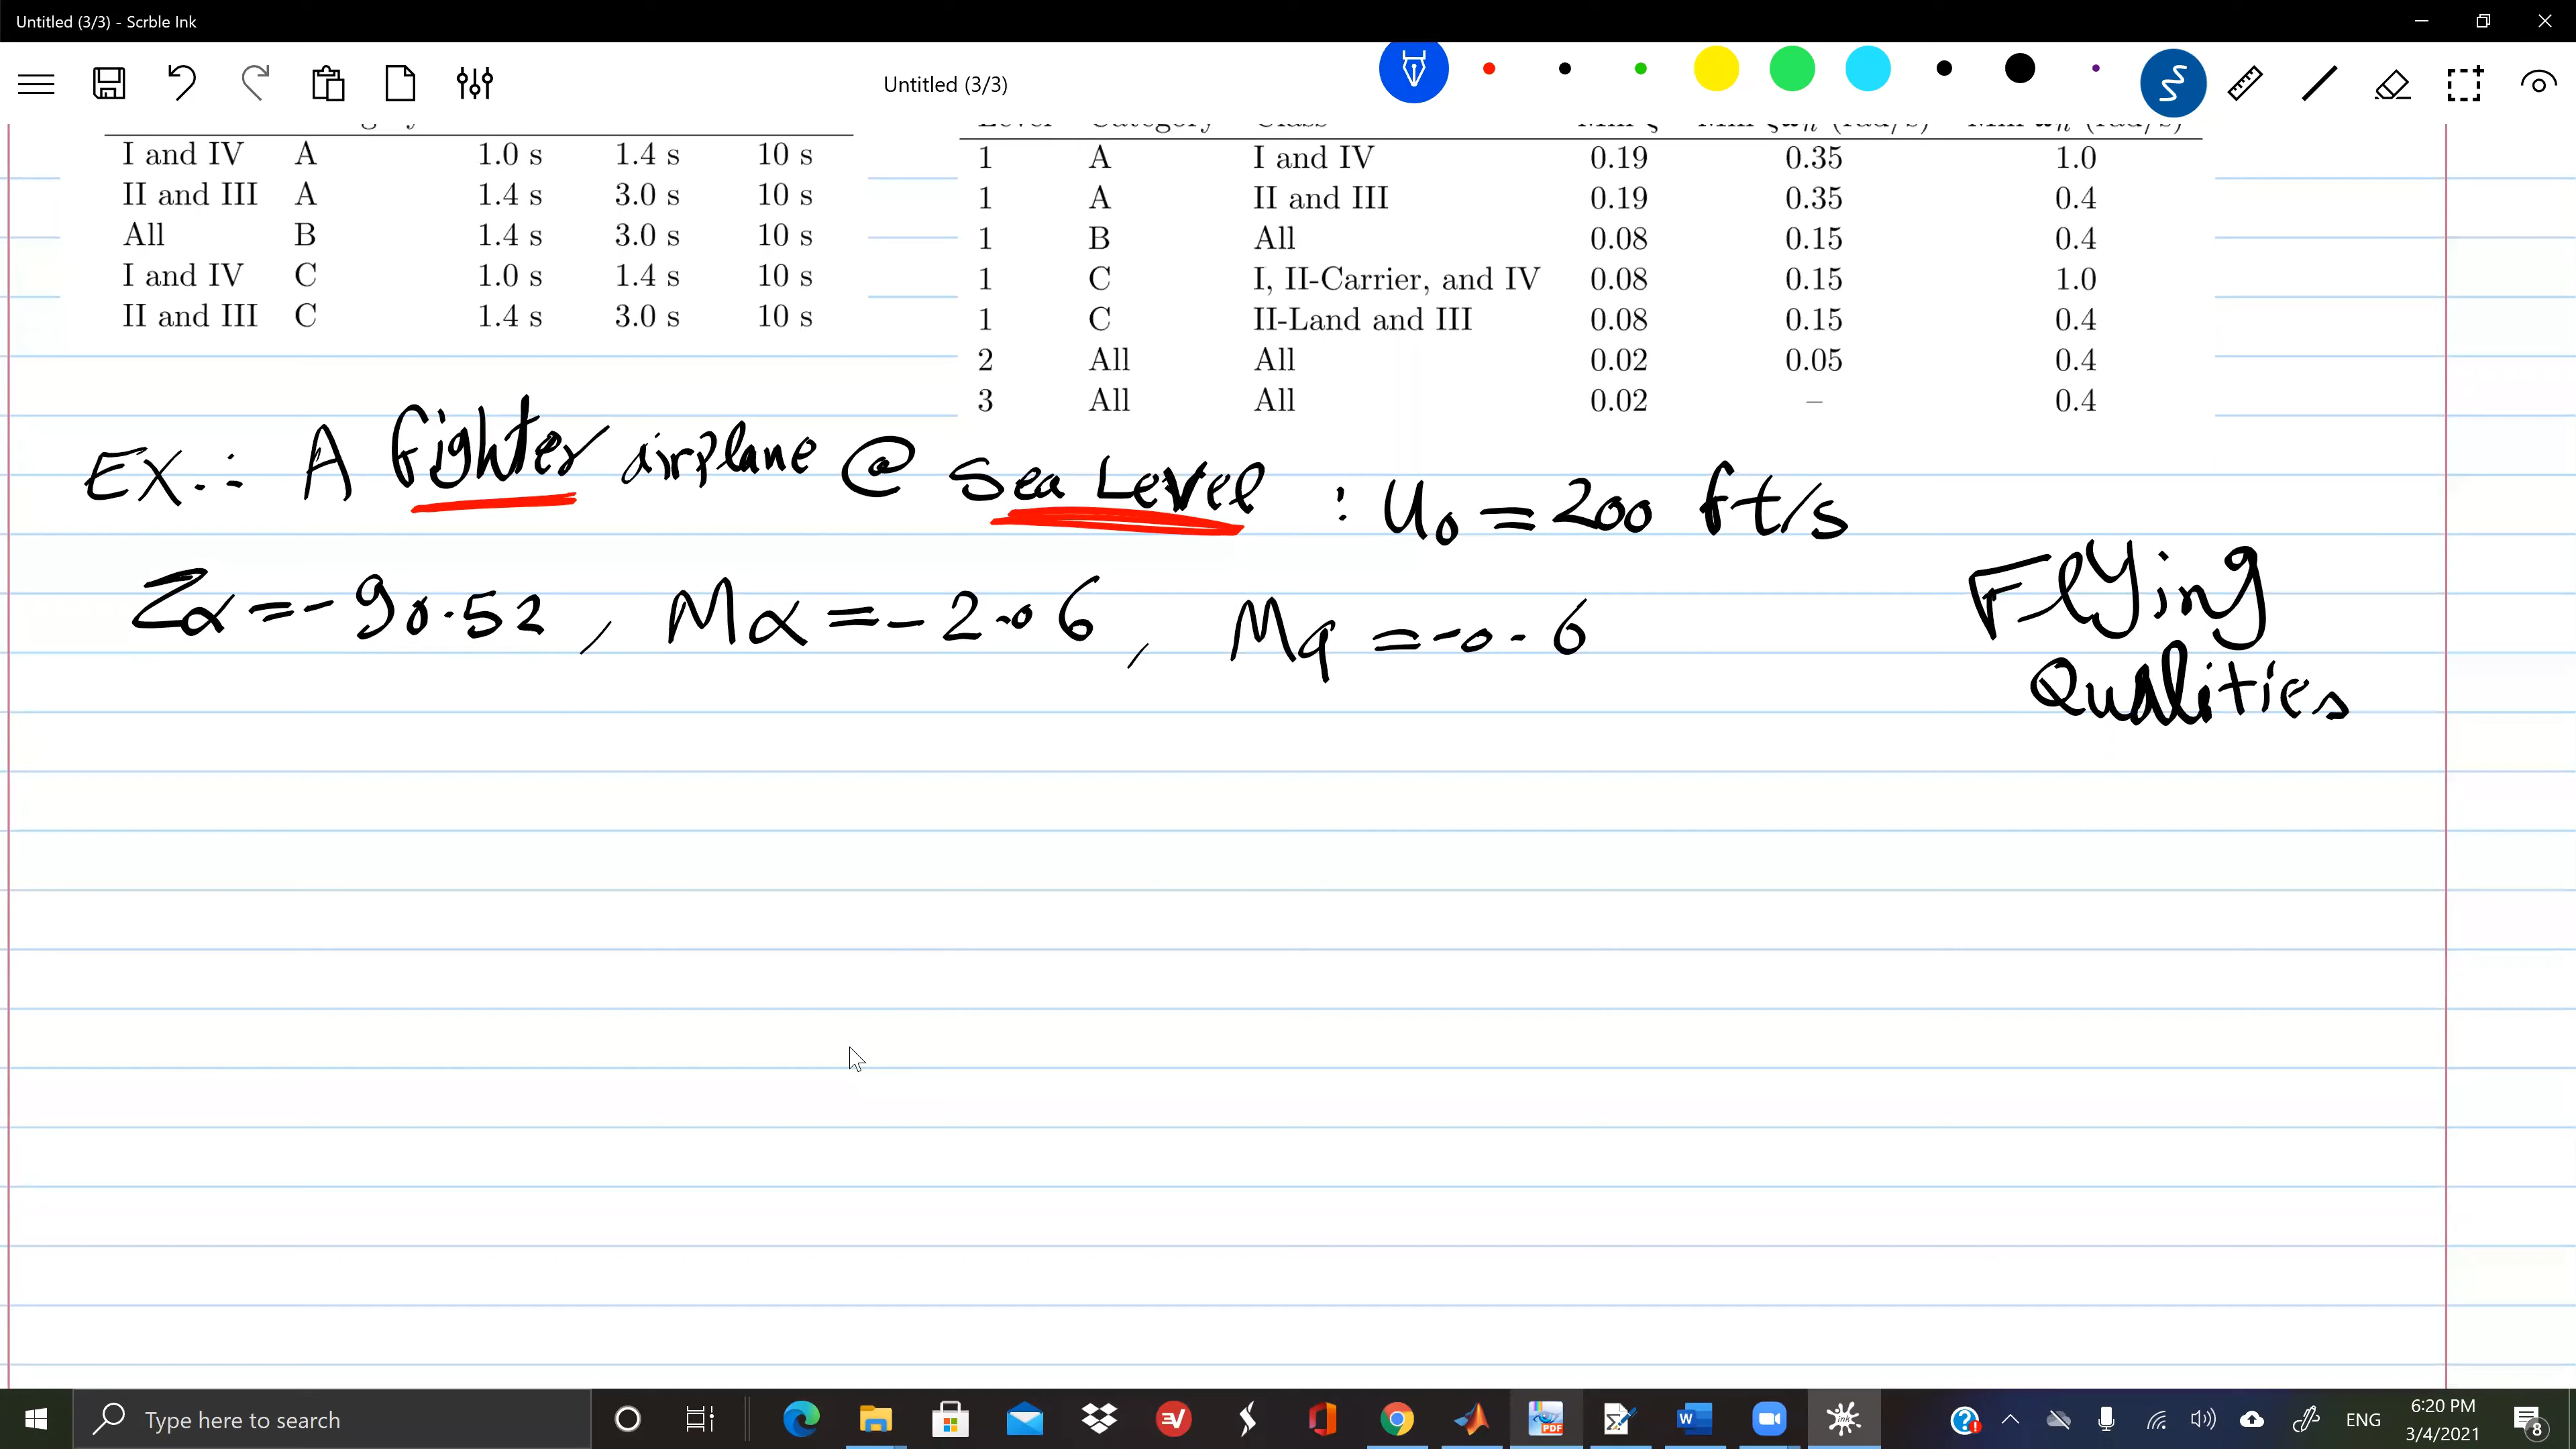 Untitled (3/3) - Scrble Ink
Untitled (3/3)
I and IV A 1.0 s 1.4 s 10 s
II and III A 1.4 s 3.0 s 10 s
All B 1.4 s 3.0 s 10 s
I and IV C 1.0 s 1.4 s 10 s
II and III C 1.4 s 3.0 s 10 s
1 A I and IV 0.19 0.35 1.0
1 A II and III 0.19 0.35 0.4
1 B All 0.08 0.15 0.4
1 C I, II-Carrier, and IV 0.08 0.15 1.0
1 C II-Land and III 0.08 0.15 0.4
2 All All 0.02 0.05 0.4
3 All All 0.02 – 0.4
EX.: A fighter airplane @ Sea Level : U₀ = 200 ft/s
Zα = - 90.52 , Mα = - 2.06 , Mq = -0.6
Flying
Qualities
Type here to search
ENG
6:20 PM
3/4/2021
8